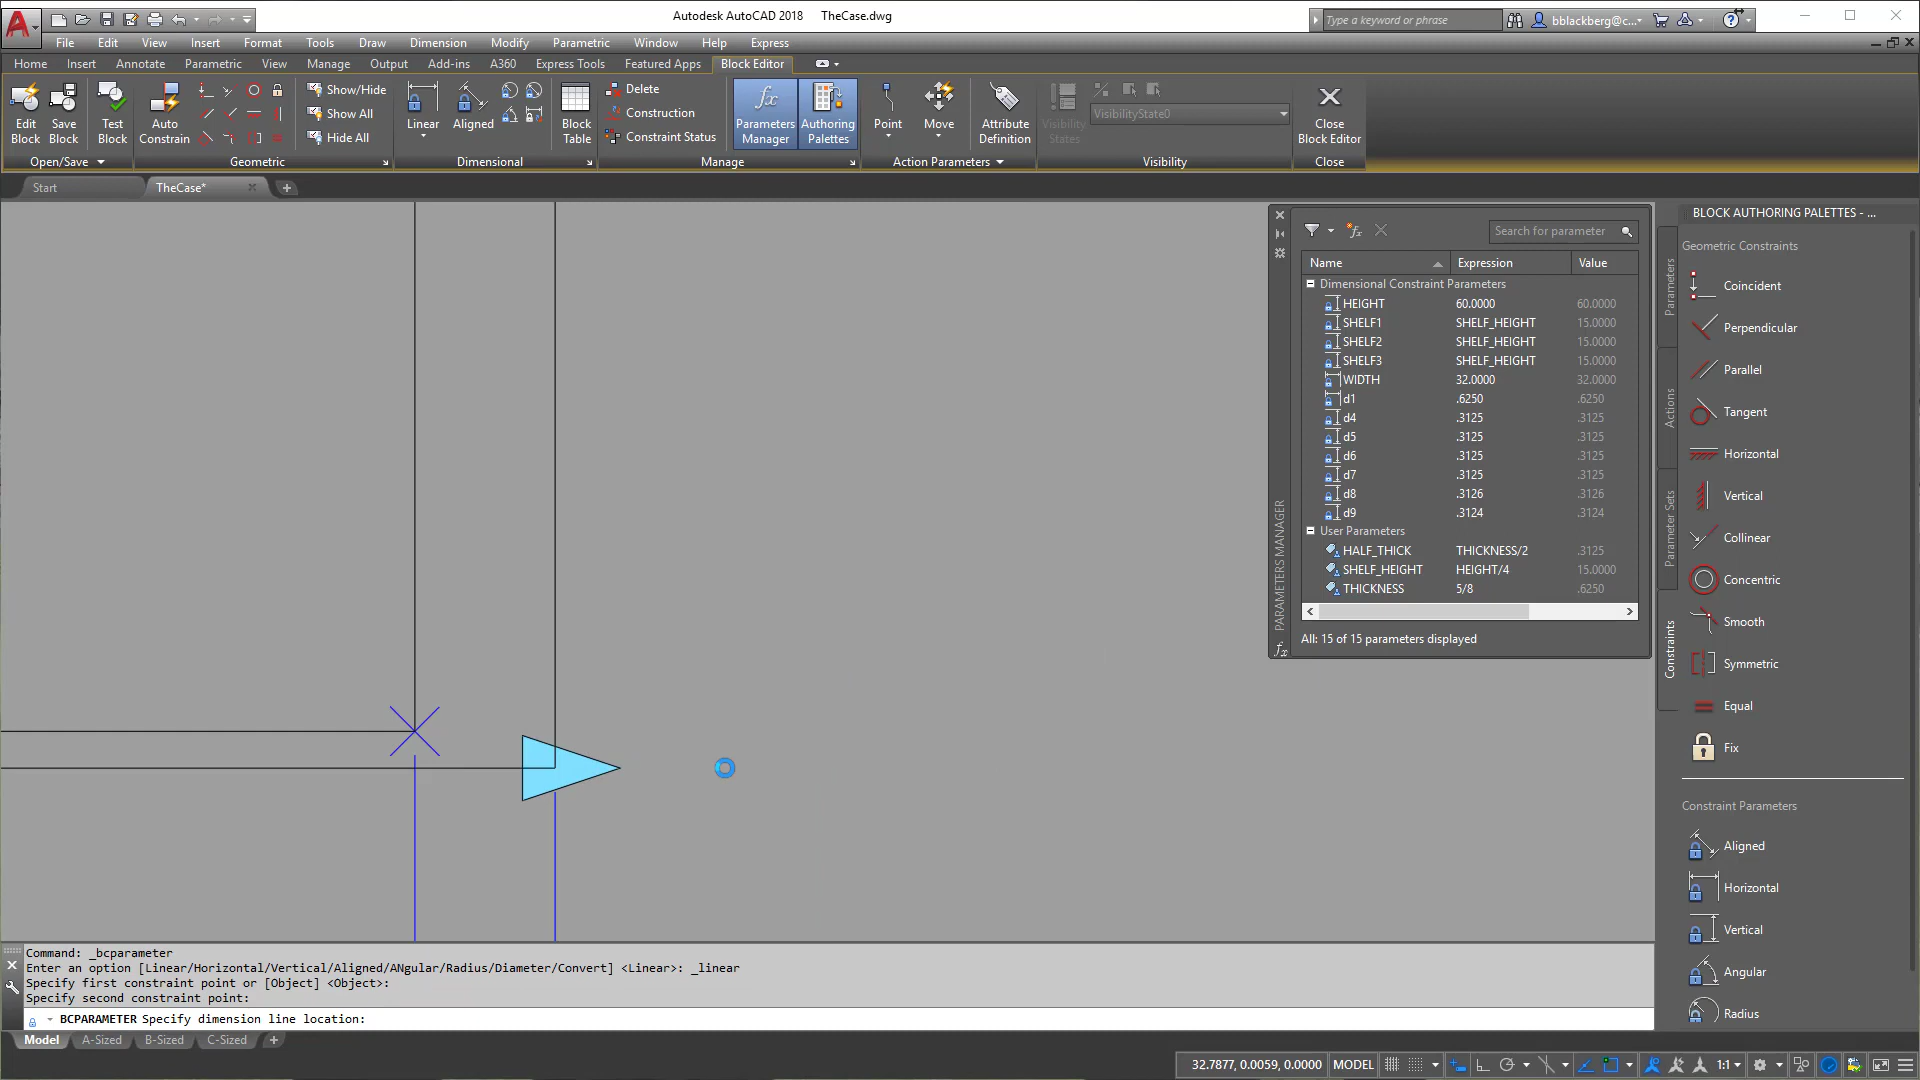 Autodesk AutoCAD 2018 TheCase.dwg
Type a keyword or phrase
bblackberg@c...
File Edit View Insert Format Tools Draw Dimension Modify Parametric Window Help Express
Home Insert Annotate Parametric View Manage Output Add-ins A360 Express Tools Featured Apps Block Editor
Edit Block
Save Block
Test Block
Auto Constrain
Show/Hide
Show All
Hide All
Linear
Aligned
Block Table
Delete
Construction
Constraint Status
Parameters Manager
Authoring Palettes
Point
Move
Attribute Definition
Visibility States
VisibilityState0
Close Block Editor
Open/Save Geometric Dimensional Manage Action Parameters Visibility Close
Start TheCase*
PARAMETERS MANAGER
Search for parameter
Name Expression Value
Dimensional Constraint Parameters
HEIGHT 60.0000 60.0000
SHELF1 SHELF_HEIGHT 15.0000
SHELF2 SHELF_HEIGHT 15.0000
SHELF3 SHELF_HEIGHT 15.0000
WIDTH 32.0000 32.0000
d1 .6250 .6250
d4 .3125 .3125
d5 .3125 .3125
d6 .3125 .3125
d7 .3125 .3125
d8 .3126 .3126
d9 .3124 .3124
User Parameters
HALF_THICK THICKNESS/2 .3125
SHELF_HEIGHT HEIGHT/4 15.0000
THICKNESS 5/8 .6250
All: 15 of 15 parameters displayed
BLOCK AUTHORING PALETTES - ...
Parameters
Actions
Parameter Sets
Constraints
Geometric Constraints
Coincident
Perpendicular
Parallel
Tangent
Horizontal
Vertical
Collinear
Concentric
Smooth
Symmetric
Equal
Fix
Constraint Parameters
Aligned
Horizontal
Vertical
Angular
Radius
Command: _bcparameter
Enter an option [Linear/Horizontal/Vertical/Aligned/ANgular/Radius/Diameter/Convert] <Linear>: _linear
Specify first constraint point or [Object] <Object>:
Specify second constraint point:
BCPARAMETER Specify dimension line location:
Model A-Sized B-Sized C-Sized
32.7877, 0.0059, 0.0000 MODEL 1:1